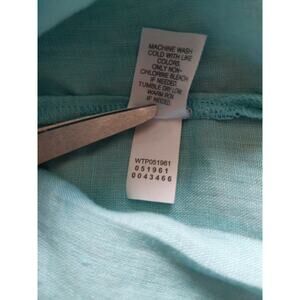 MACHINE WASH
COLD WITH LIKE
COLORS.
ONLY NON-
CHLORINE BLEACH
IF NEEDED.
TUMBLE DRY LOW.
WARM IRON
IF NEEDED.
WTP051961
051961
0043466